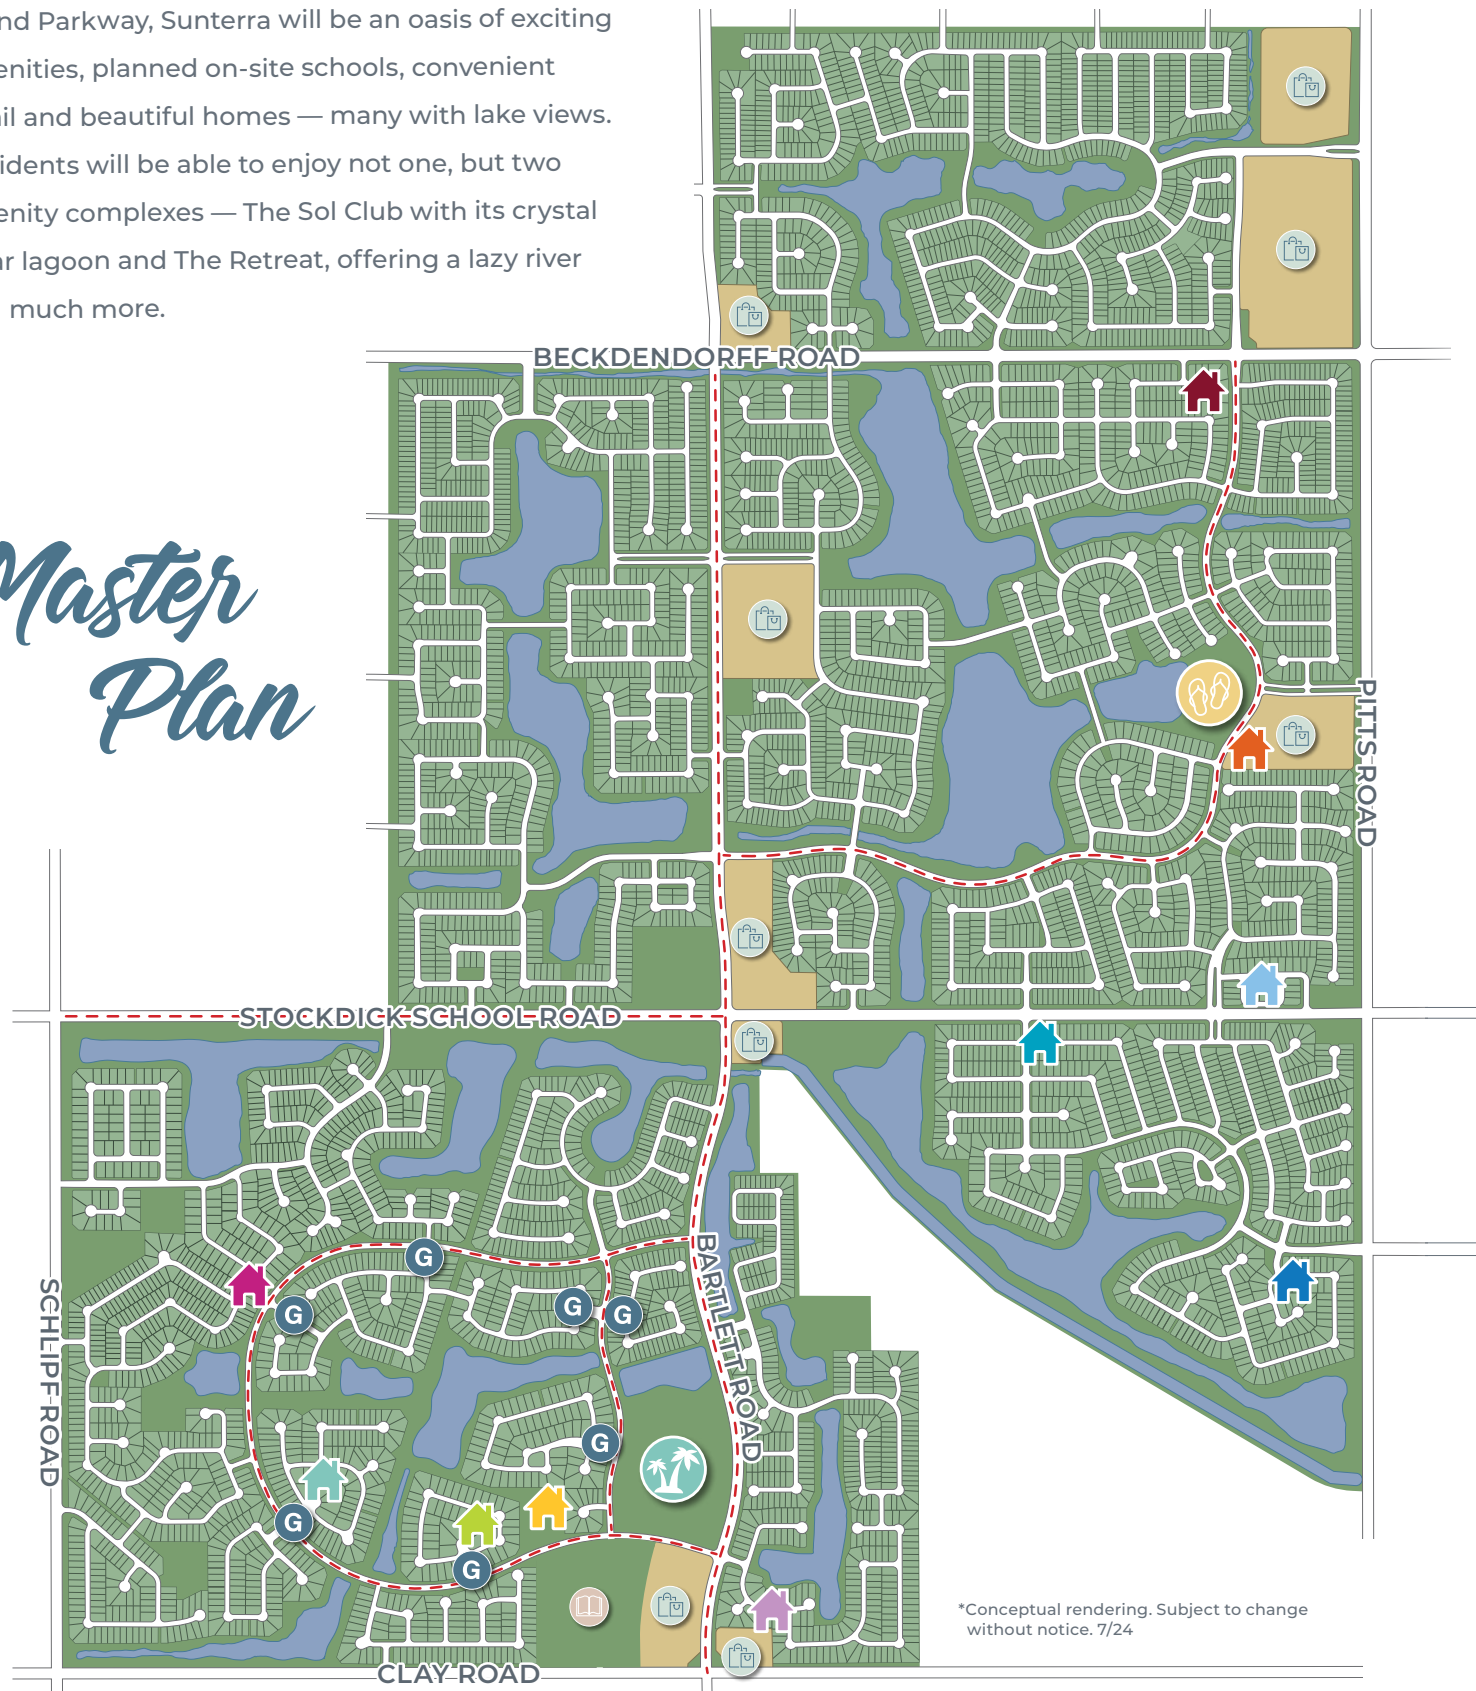 nd Parkway, Sunterra will be an oasis of exciting
enities, planned on-site schools, convenient
il and beautiful homes — many with lake views.
idents will be able to enjoy not one, but two
enity complexes — The Sol Club with its crystal
ar lagoon and The Retreat, offering a lazy river
much more.
BECKDENDORFF ROAD
Master
Plan
PITTS ROAD
STOCKDICK SCHOOL ROAD
BARTLETT ROAD
SCHLIPF ROAD
G
G
G
G
G
G
G
*Conceptual rendering. Subject to change
without notice. 7/24
CLAY ROAD